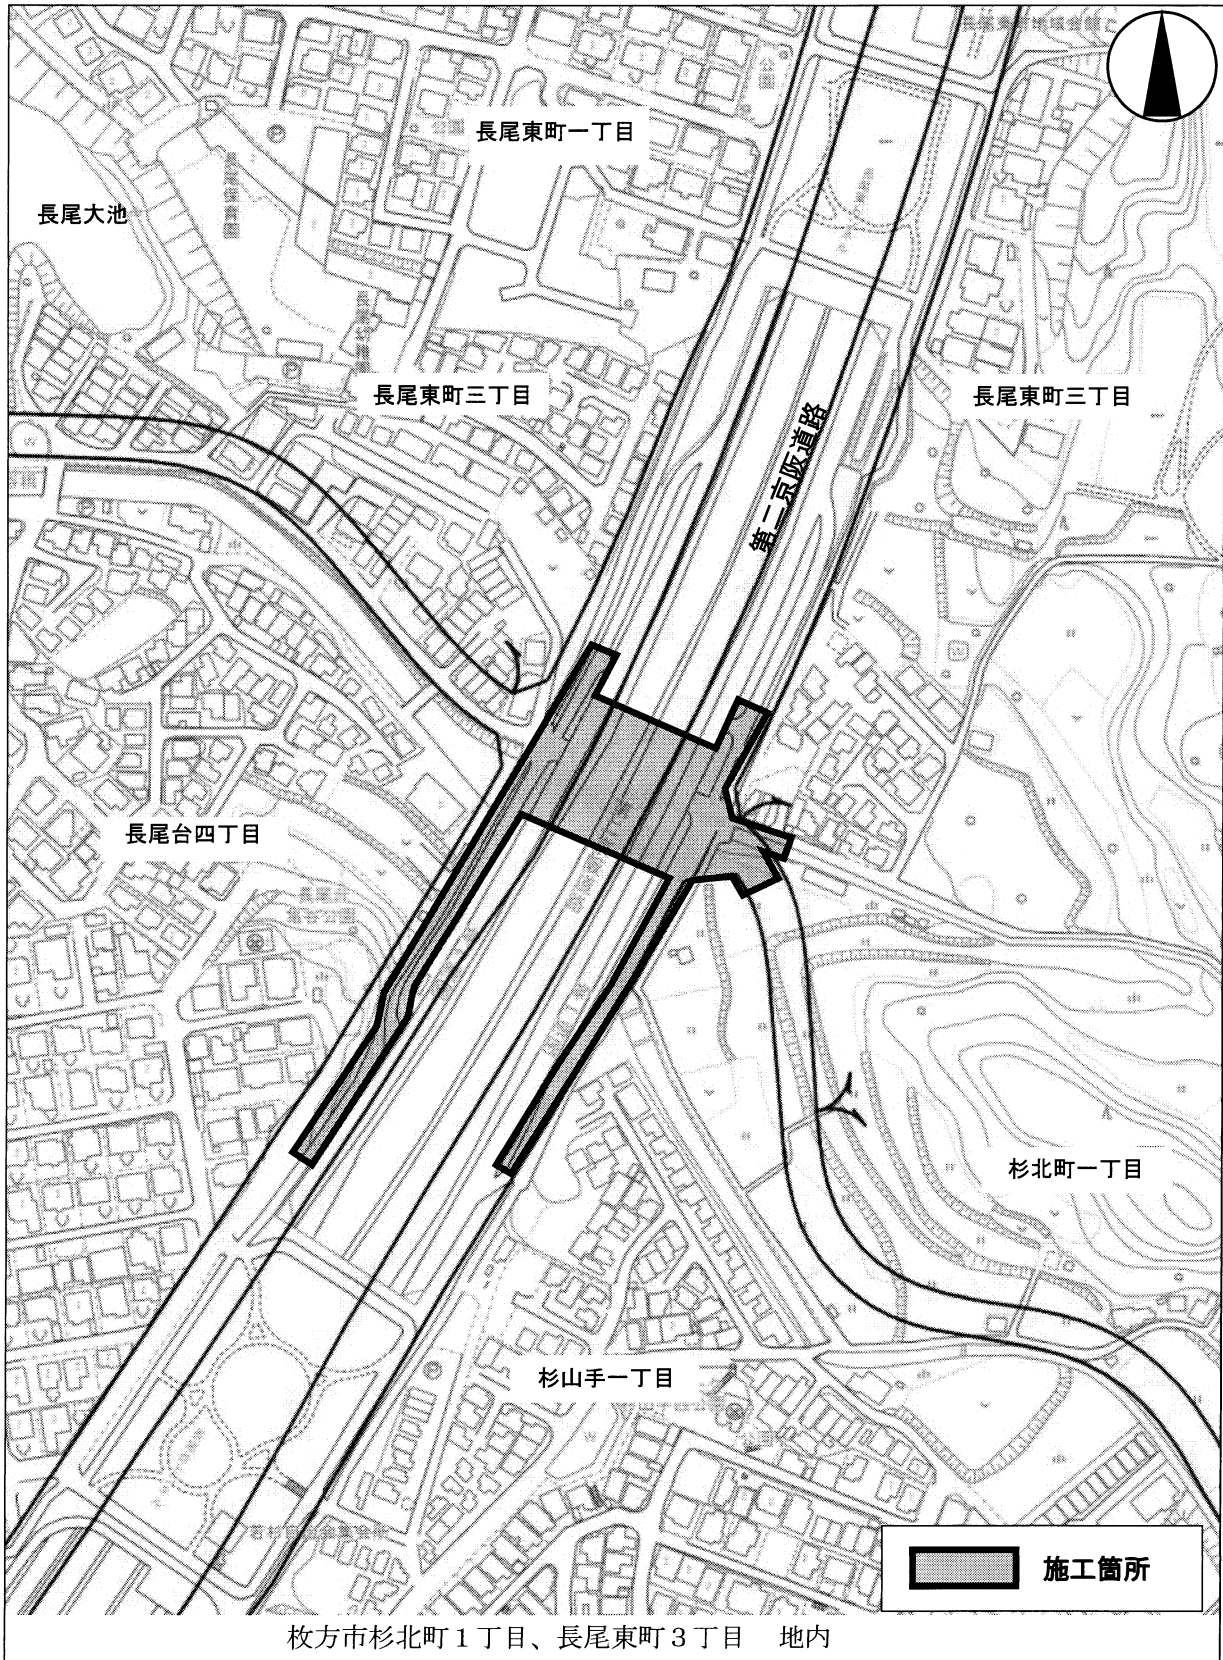 長尾東町一丁目
長尾大池
長尾東町三丁目
長尾東町三丁目
第二京阪道路
長尾台四丁目
杉北町一丁目
杉山手一丁目
施工箇所
枚方市杉北町１丁目、長尾東町３丁目　地内